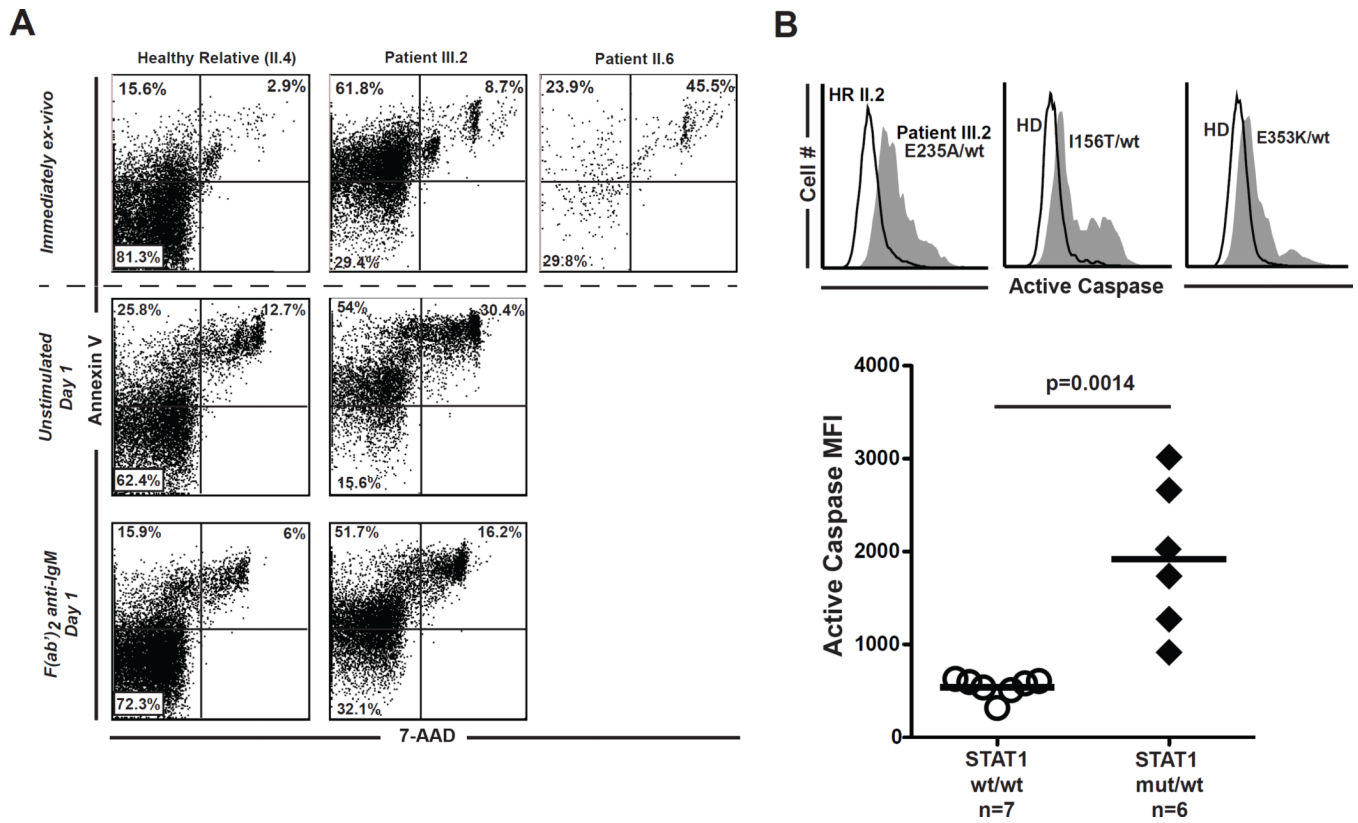 A
Healthy Relative (II.4)
Patient III.2
Patient II.6
Immediately ex-vivo
15.6%
2.9%
81.3%
61.8%
8.7%
29.4%
23.9%
45.5%
29.8%
Unstimulated
Day 1
25.8%
12.7%
62.4%
54%
30.4%
15.6%
F(ab')2 anti-IgM
Day 1
15.9%
6%
72.3%
51.7%
16.2%
32.1%
Annexin V
7-AAD
B
Cell #
HR II.2
Patient III.2
E235A/wt
HD
I156T/wt
HD
E353K/wt
Active Caspase
Active Caspase MFI
4000
3000
2000
1000
0
p=0.0014
STAT1
wt/wt
n=7
STAT1
mut/wt
n=6